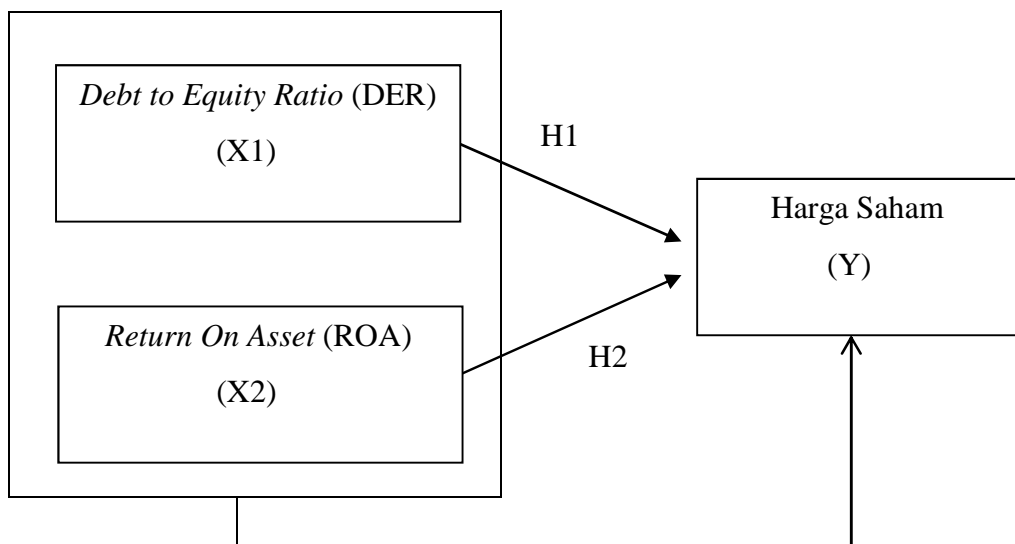 Debt to Equity Ratio (DER)
(X1)
H1
Harga Saham
(Y)
Return On Asset (ROA)
(X2)
H2